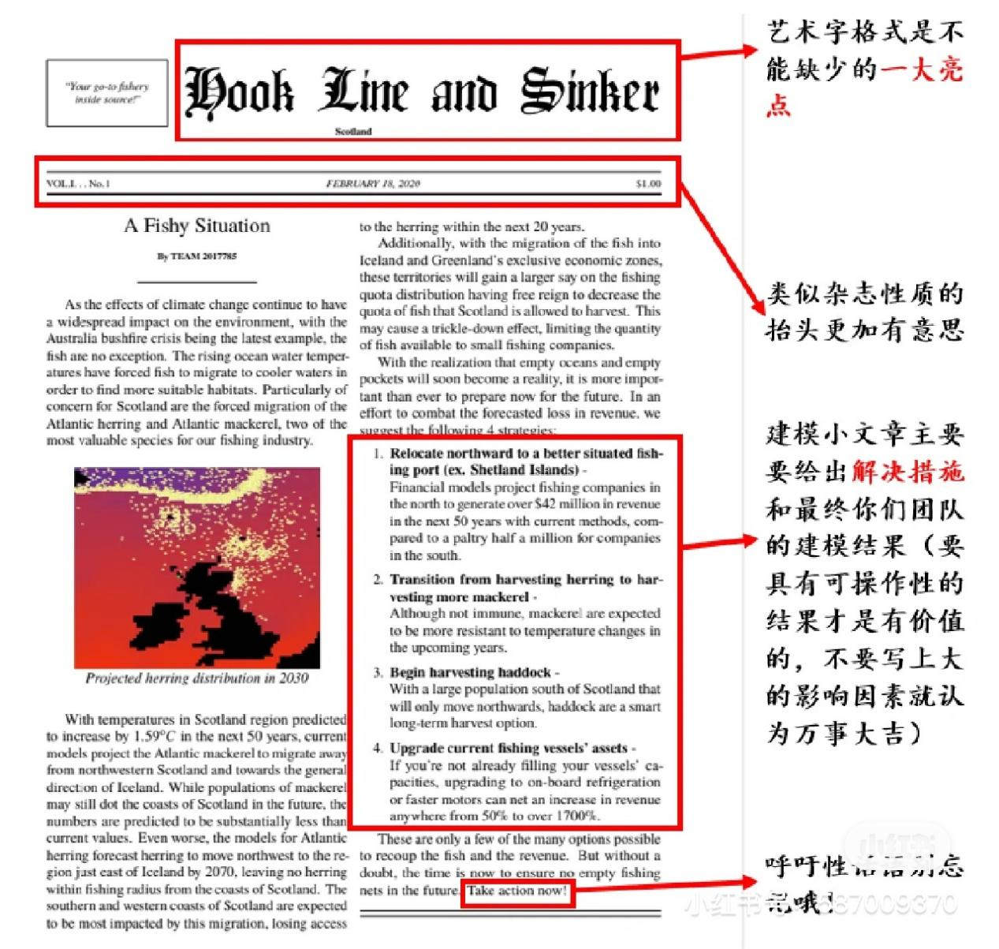 "Your go-to fishery
inside source!"
Hook Line and Sinker
Scotland
VOL.I. . . No.1 FEBRUARY 18, 2020 $1.00
A Fishy Situation
By TEAM 2017785
As the effects of climate change continue to have
a widespread impact on the environment, with the
Australia bushfire crisis being the latest example, the
fish are no exception. The rising ocean water temper-
atures have forced fish to migrate to cooler waters in
order to find more suitable habitats. Particularly of
concern for Scotland are the forced migration of the
Atlantic herring and Atlantic mackerel, two of the
most valuable species for our fishing industry.
Projected herring distribution in 2030
With temperatures in Scotland region predicted
to increase by 1.59°C in the next 50 years, current
models project the Atlantic mackerel to migrate away
from northwestern Scotland and towards the general
direction of Iceland. While populations of mackerel
may still dot the coasts of Scotland in the future, the
numbers are predicted to be substantially less than
current values. Even worse, the models for Atlantic
herring forecast herring to move northwest to the re-
gion just east of Iceland by 2070, leaving no herring
within fishing radius from the coasts of Scotland. The
southern and western coasts of Scotland are expected
to be most impacted by this migration, losing access
to the herring within the next 20 years.
Additionally, with the migration of the fish into
Iceland and Greenland's exclusive economic zones,
these territories will gain a larger say on the fishing
quota distribution having free reign to decrease the
quota of fish that Scotland is allowed to harvest. This
may cause a trickle-down effect, limiting the quantity
of fish available to small fishing companies.
With the realization that empty oceans and empty
pockets will soon become a reality, it is more impor-
tant than ever to prepare now for the future. In an
effort to combat the forecasted loss in revenue, we
suggest the following 4 strategies:
1. Relocate northward to a better situated fish-
ing port (ex. Shetland Islands) -
Financial models project fishing companies in
the north to generate over $42 million in revenue
in the next 50 years with current methods, com-
pared to a paltry half a million for companies
in the south.
2. Transition from harvesting herring to har-
vesting more mackerel -
Although not immune, mackerel are expected
to be more resistant to temperature changes in
the upcoming years.
3. Begin harvesting haddock -
With a large population south of Scotland that
will only move northwards, haddock are a smart
long-term harvest option.
4. Upgrade current fishing vessels' assets -
If you're not already filling your vessels' ca-
pacities, upgrading to on-board refrigeration
or faster motors can net an increase in revenue
anywhere from 50% to over 1700%.
These are only a few of the many options possible
to recoup the fish and the revenue. But without a
doubt, the time is now to ensure no empty fishing
nets in the future. Take action now!
艺术字格式是不
能缺少的一大亮
点
类似杂志性质的
抬头更加有意思
建模小文章主要
要给出解决措施
和最终你们团队
的建模结果（要
具有可操作性的
结果才是有价值
的，不要写上大
的影响因素就认
为万事大吉）
呼吁性话语别忘
记哦！
小红书
小红书号:
687009370